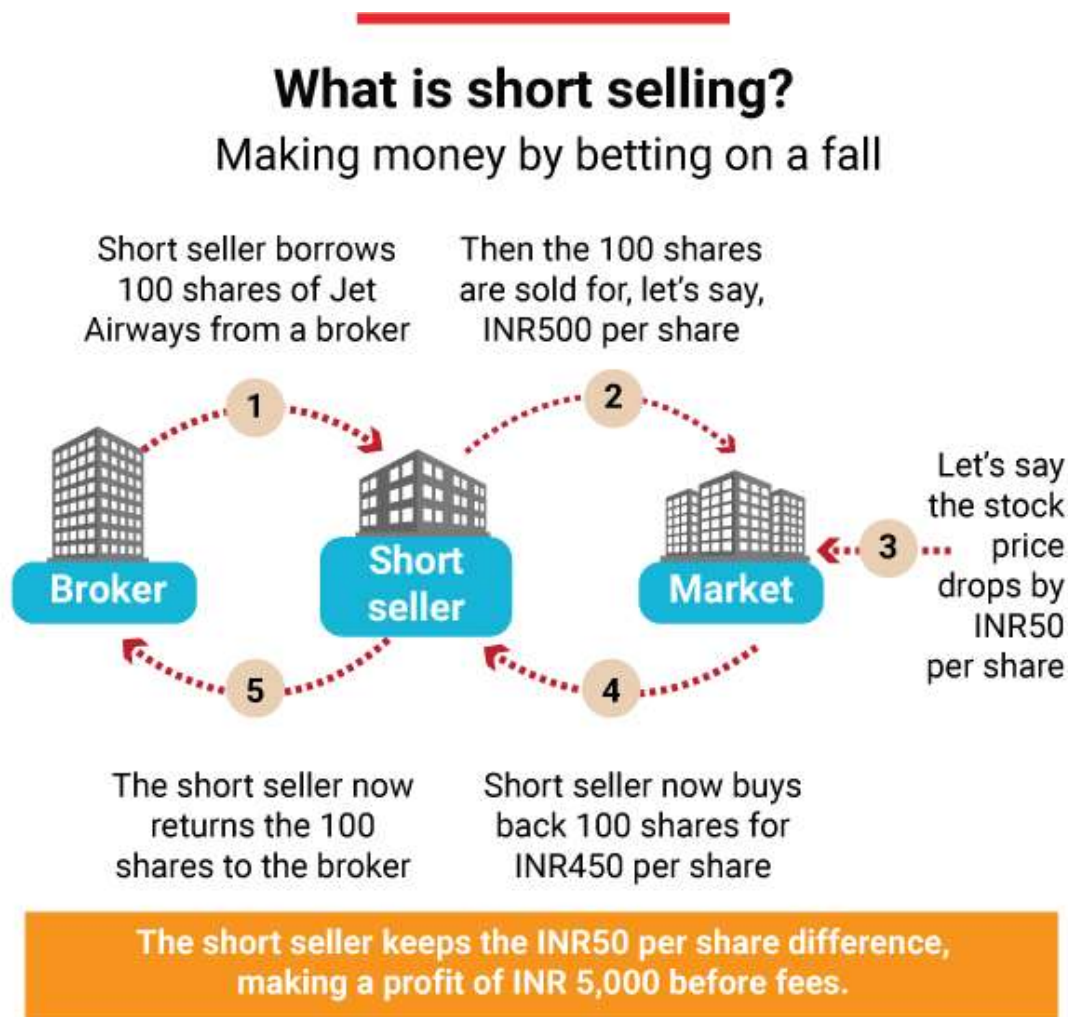 What is short selling?
Making money by betting on a fall
Short seller borrows
100 shares of Jet
Airways from a broker
Then the 100 shares
are sold for, let's say,
INR500 per share
1
2
Let's say
the stock
price
drops by
INR50
per share
3
Broker
Short
seller
Market
5
4
The short seller now
returns the 100
shares to the broker
Short seller now buys
back 100 shares for
INR450 per share
The short seller keeps the INR50 per share difference,
making a profit of INR 5,000 before fees.